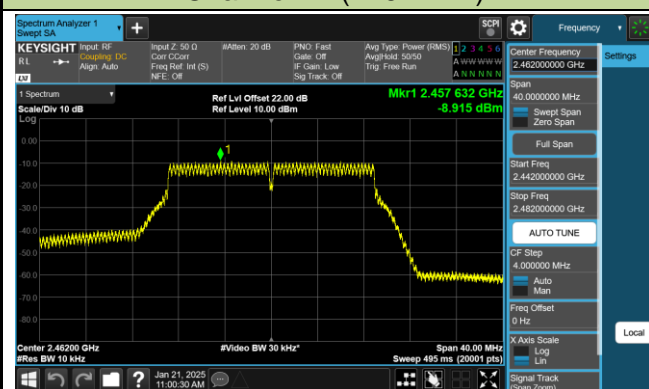 Spectrum Analyzer 1
Swept SA
SCPI
Frequency
KEYSIGHT
Input: RF
Input Z: 50 Ω
#Atten: 20 dB
PNO: Fast
Avg Type: Power (RMS)
1 2 3 4 5 6
RL
Coupling: DC
Corr CCorr
Gate: Off
Avg|Hold: 50/50
A W W W W W
Align: Auto
Freq Ref: Int (S)
IF Gain: Low
Trig: Free Run
NFE: Off
Sig Track: Off
A N N N N N
LXI
1 Spectrum
Ref Lvl Offset 22.00 dB
Mkr1 2.457 632 GHz
Scale/Div 10 dB
Ref Level 10.00 dBm
-8.915 dBm
Log
0.00
-10.0
-20.0
-30.0
-40.0
-50.0
-60.0
-70.0
-80.0
1
Center 2.46200 GHz
#Video BW 30 kHz*
Span 40.00 MHz
#Res BW 10 kHz
Sweep 495 ms (20001 pts)
Jan 21, 2025
11:00:30 AM
Center Frequency
2.462000000 GHz
Settings
Span
40.0000000 MHz
Swept Span
Zero Span
Full Span
Start Freq
2.442000000 GHz
Stop Freq
2.482000000 GHz
AUTO TUNE
CF Step
4.000000 MHz
Auto
Man
Freq Offset
0 Hz
Local
X Axis Scale
Log
Lin
Signal Track
(Span Zoom)